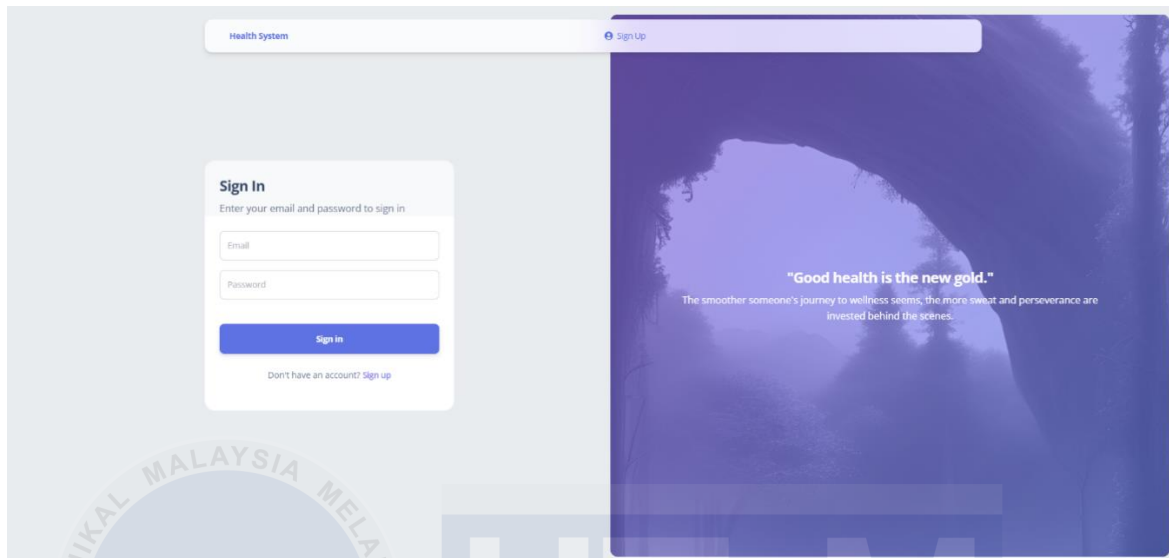 Health System
Sign Up
Sign In
Enter your email and password to sign in
Email
Password
Sign in
Don't have an account? Sign up
"Good health is the new gold."
The smoother someone's journey to wellness seems, the more sweat and perseverance are
invested behind the scenes.
MALAYSIA